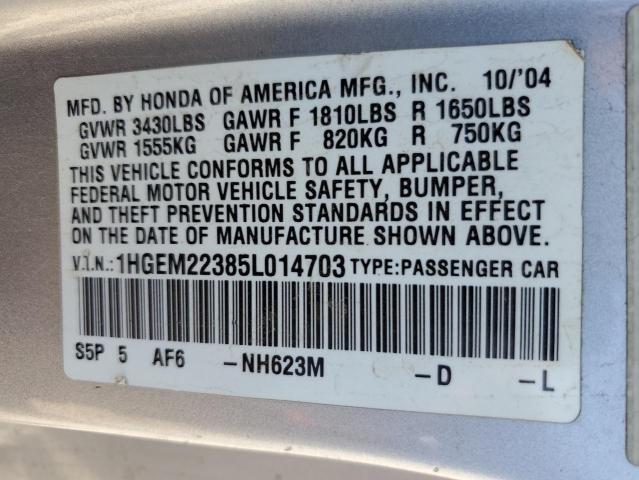 MFD. BY HONDA OF AMERICA MFG., INC. 10/'04
GVWR 3430LBS GAWR F 1810LBS R 1650LBS
GVWR 1555KG GAWR F 820KG R 750KG
THIS VEHICLE CONFORMS TO ALL APPLICABLE
FEDERAL MOTOR VEHICLE SAFETY, BUMPER,
AND THEFT PREVENTION STANDARDS IN EFFECT
ON THE DATE OF MANUFACTURE SHOWN ABOVE.
V.I.N.:1HGEM22385L014703 TYPE:PASSENGER CAR
S5P 5 AF6 -NH623M -D -L